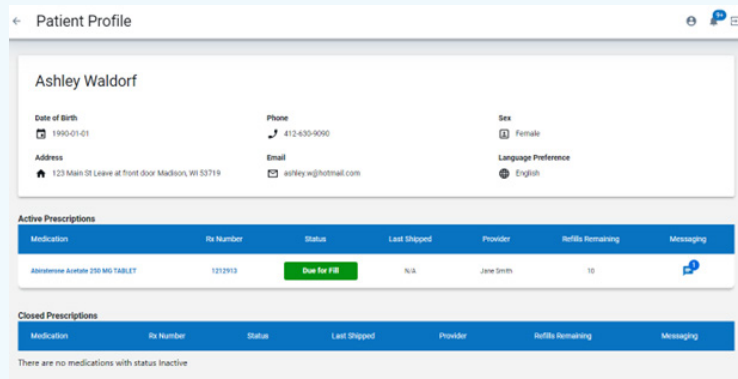 Patient Profile
9+
Ashley Waldorf
Date of Birth Phone Sex
1990-01-01 412-630-9090 Female
Address Email Language Preference
123 Main St Leave at front door Madison, WI 53719 ashley.w@hotmail.com English
Active Prescriptions
Medication Rx Number Status Last Shipped Provider Refills Remaining Messaging
Abiraterone Acetate 250 MG TABLET 1212913 Due for Fill N/A Jane Smith 10 1
Closed Prescriptions
Medication Rx Number Status Last Shipped Provider Refills Remaining Messaging
There are no medications with status Inactive